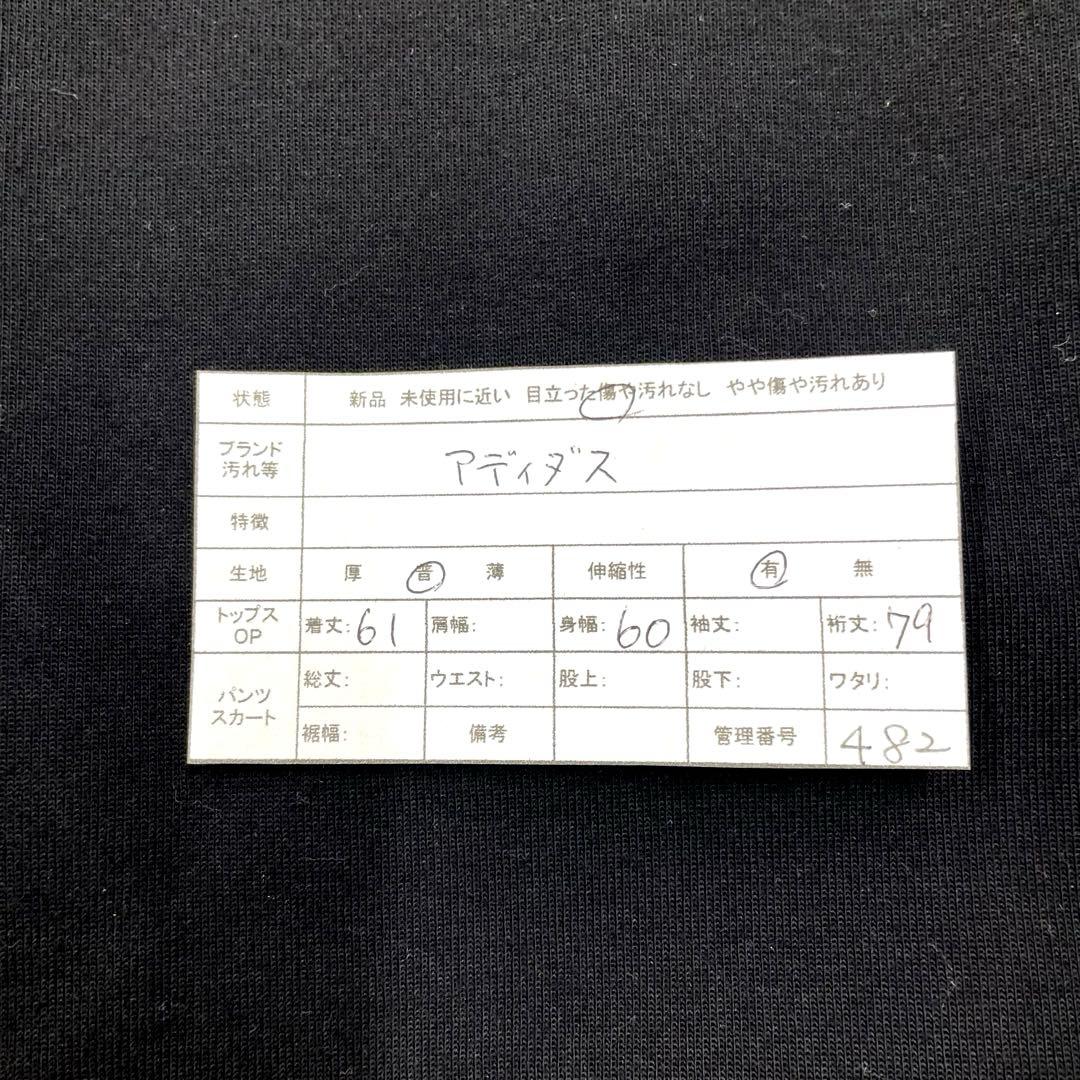 状態 新品 未使用に近い 目立った傷や汚れなし やや傷や汚れあり
ブランド
汚れ等 アディダス
特徴
生地 厚 普 薄 伸縮性 有 無
トップス
OP 着丈:61 肩幅: 身幅:60 袖丈: 裄丈:79
パンツ
スカート 総丈: ウエスト: 股上: 股下: ワタリ:
裾幅: 備考 管理番号 482